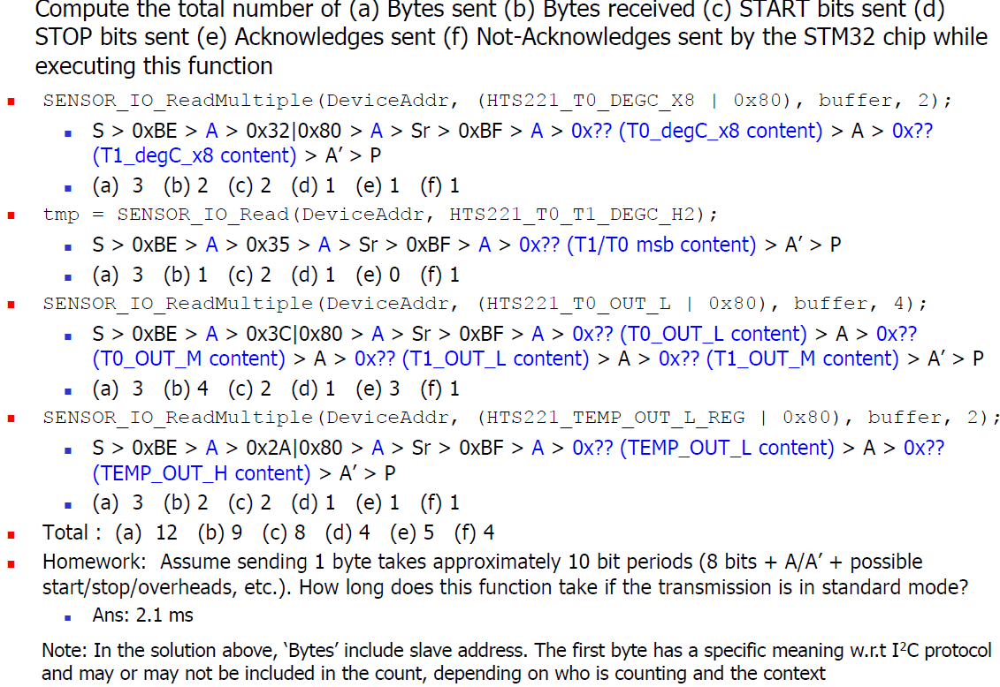 Compute the total number of (a) Bytes sent (b) Bytes received (c) START bits sent (d)
STOP bits sent (e) Acknowledges sent (f) Not-Acknowledges sent by the STM32 chip while
executing this function
SENSOR_IO_ReadMultiple(DeviceAddr, (HTS221_T0_DEGC_X8 | 0x80), buffer, 2);
S > 0xBE > A > 0x32|0x80 > A > Sr > 0xBF > A > 0x?? (T0_degC_x8 content) > A > 0x??
(T1_degC_x8 content) > A′ > P
(a) 3 (b) 2 (c) 2 (d) 1 (e) 1 (f) 1
tmp = SENSOR_IO_Read(DeviceAddr, HTS221_T0_T1_DEGC_H2);
S > 0xBE > A > 0x35 > A > Sr > 0xBF > A > 0x?? (T1/T0 msb content) > A′ > P
(a) 3 (b) 1 (c) 2 (d) 1 (e) 0 (f) 1
SENSOR_IO_ReadMultiple(DeviceAddr, (HTS221_T0_OUT_L | 0x80), buffer, 4);
S > 0xBE > A > 0x3C|0x80 > A > Sr > 0xBF > A > 0x?? (T0_OUT_L content) > A > 0x??
(T0_OUT_M content) > A > 0x?? (T1_OUT_L content) > A > 0x?? (T1_OUT_M content) > A′ > P
(a) 3 (b) 4 (c) 2 (d) 1 (e) 3 (f) 1
SENSOR_IO_ReadMultiple(DeviceAddr, (HTS221_TEMP_OUT_L_REG | 0x80), buffer, 2);
S > 0xBE > A > 0x2A|0x80 > A > Sr > 0xBF > A > 0x?? (TEMP_OUT_L content) > A > 0x??
(TEMP_OUT_H content) > A′ > P
(a) 3 (b) 2 (c) 2 (d) 1 (e) 1 (f) 1
Total : (a) 12 (b) 9 (c) 8 (d) 4 (e) 5 (f) 4
Homework: Assume sending 1 byte takes approximately 10 bit periods (8 bits + A/A′ + possible
start/stop/overheads, etc.). How long does this function take if the transmission is in standard mode?
Ans: 2.1 ms
Note: In the solution above, ‘Bytes’ include slave address. The first byte has a specific meaning w.r.t I²C protocol
and may or may not be included in the count, depending on who is counting and the context